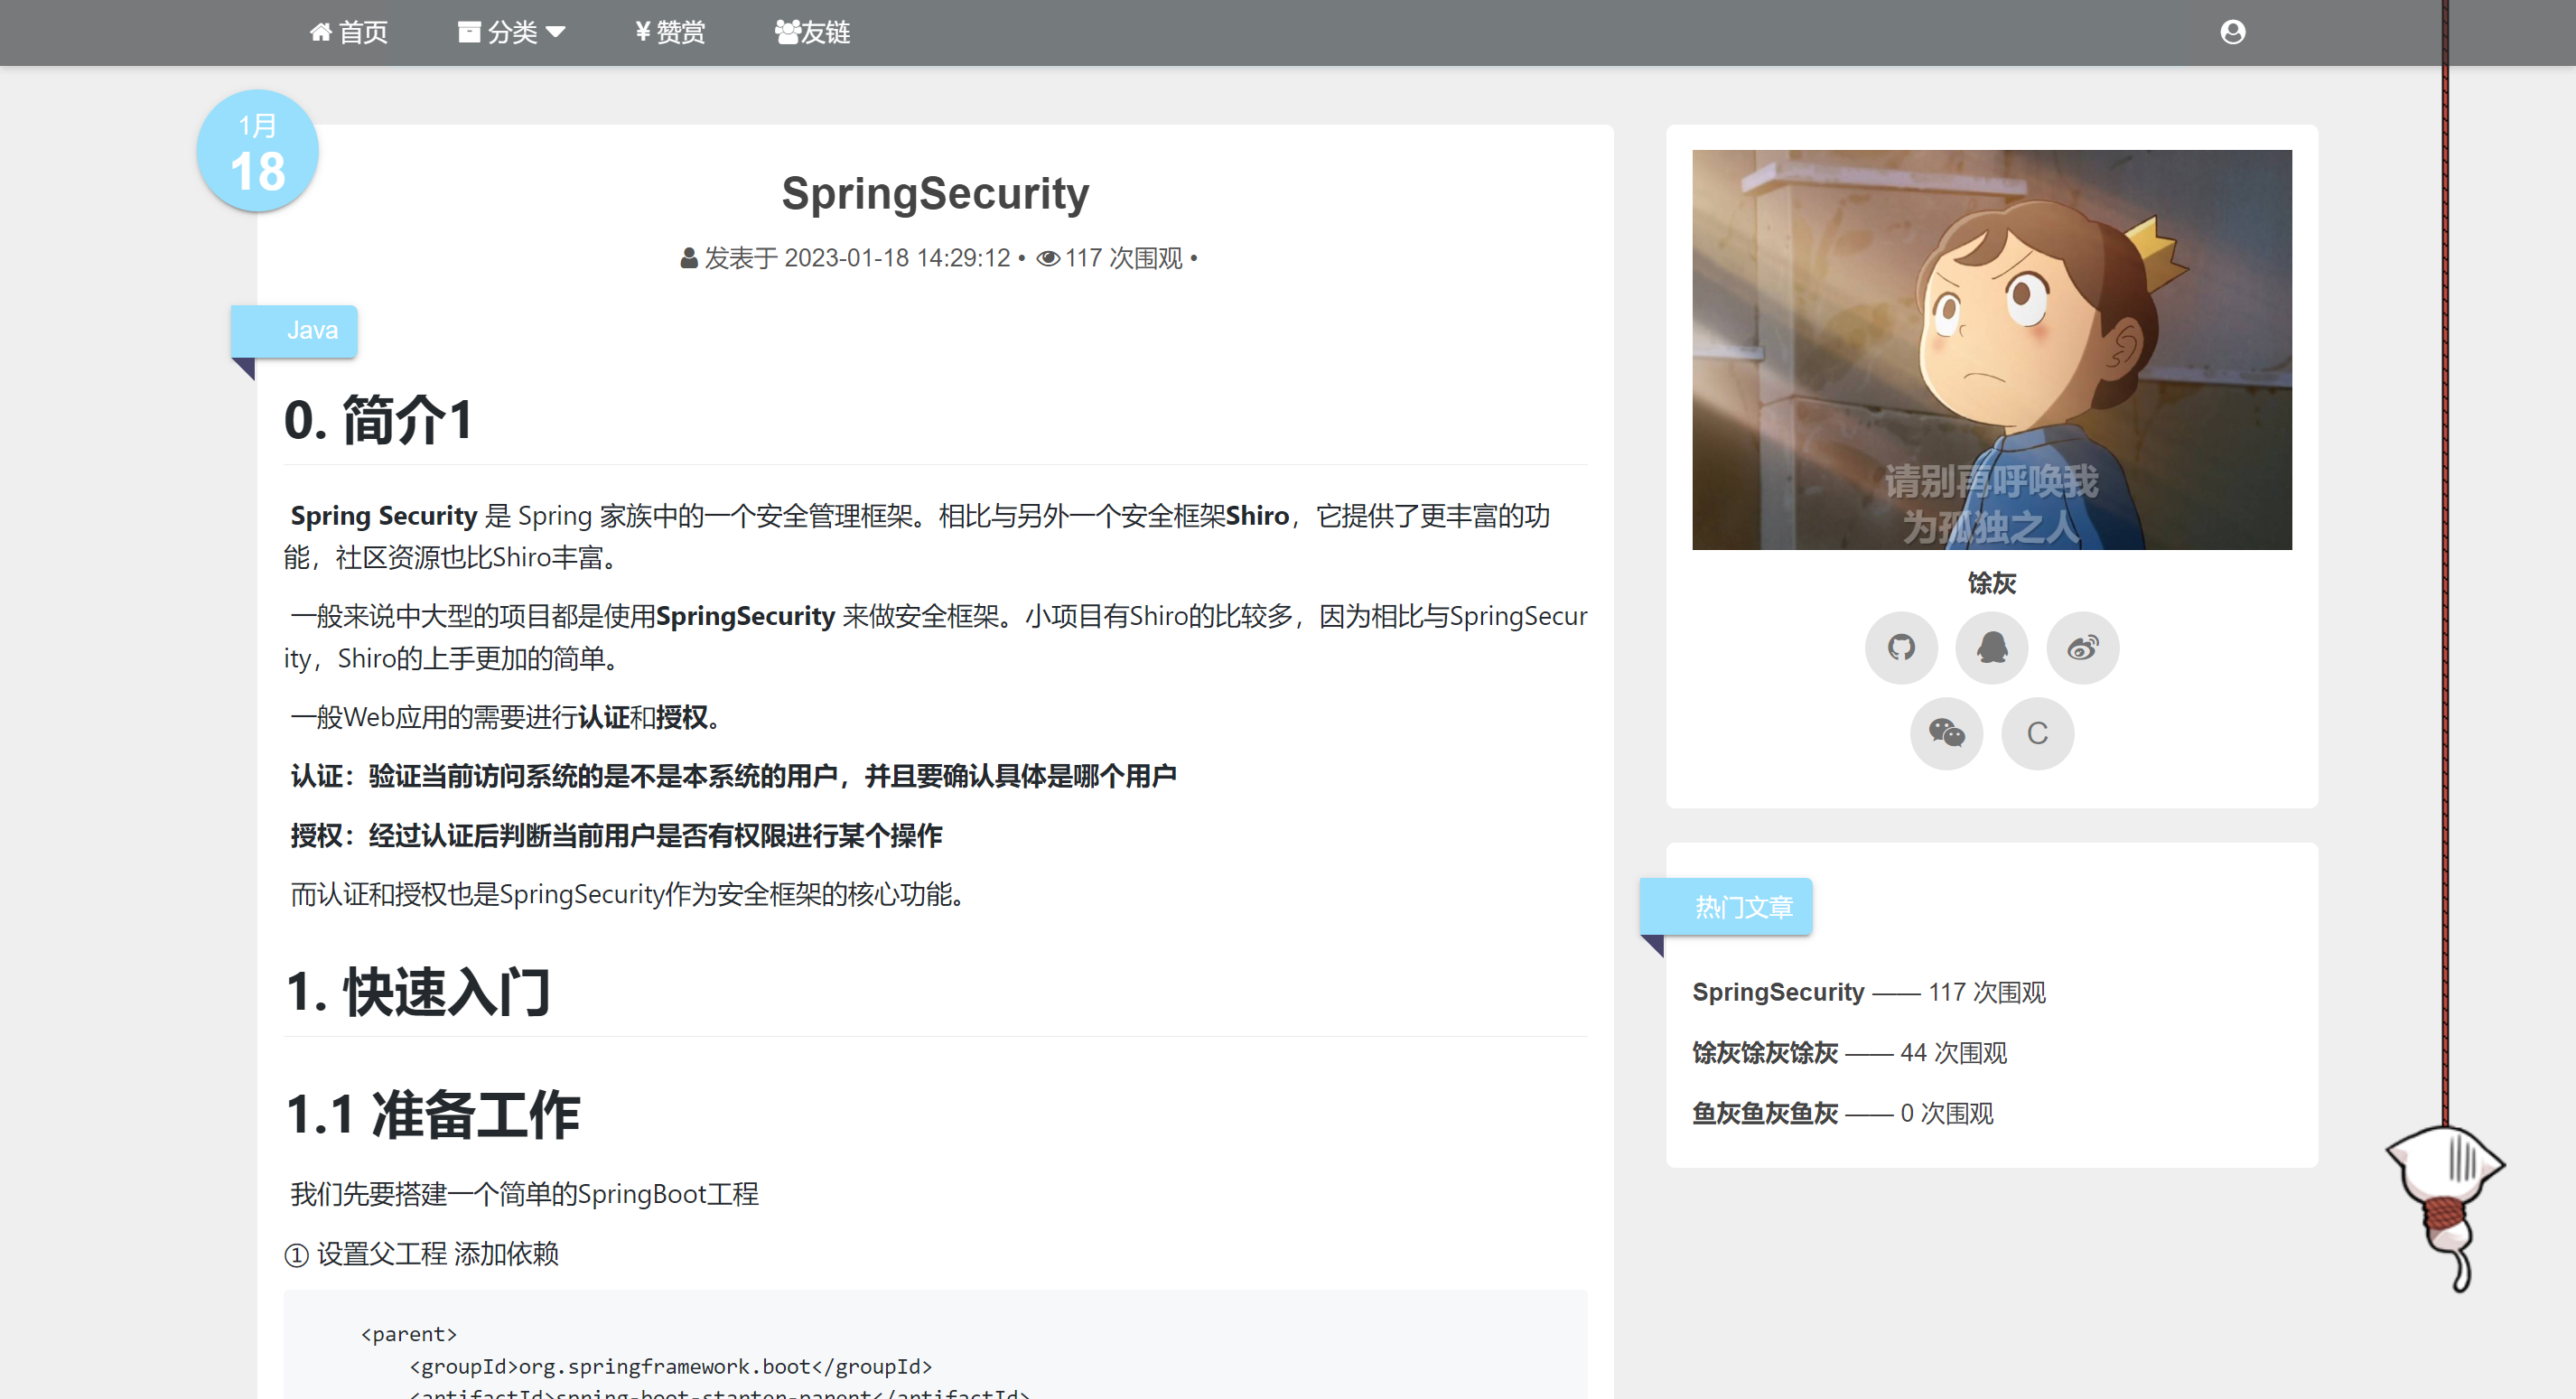 首页 分类 ¥ 赞赏 友链
1月
18
SpringSecurity
发表于 2023-01-18 14:29:12 • 117 次围观 •
Java
0. 简介1
Spring Security 是 Spring 家族中的一个安全管理框架。相比与另外一个安全框架Shiro，它提供了更丰富的功
能，社区资源也比Shiro丰富。
一般来说中大型的项目都是使用SpringSecurity 来做安全框架。小项目有Shiro的比较多，因为相比与SpringSecur
ity，Shiro的上手更加的简单。
一般Web应用的需要进行认证和授权。
认证：验证当前访问系统的是不是本系统的用户，并且要确认具体是哪个用户
授权：经过认证后判断当前用户是否有权限进行某个操作
而认证和授权也是SpringSecurity作为安全框架的核心功能。
1. 快速入门
1.1 准备工作
我们先要搭建一个简单的SpringBoot工程
① 设置父工程 添加依赖
<parent>
<groupId>org.springframework.boot</groupId>
<artifactId>spring-boot-starter-parent</artifactId>
请别再呼唤我
为孤独之人
馀灰
C
热门文章
SpringSecurity —— 117 次围观
馀灰馀灰馀灰 —— 44 次围观
鱼灰鱼灰鱼灰 —— 0 次围观